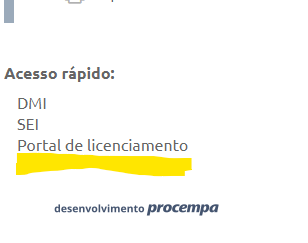 Acesso rápido:
DMI
SEI
Portal de licenciamento
desenvolvimento procempa